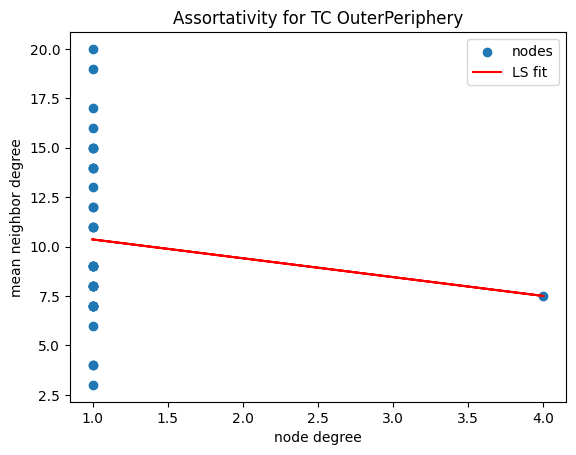 Assortativity for TC OuterPeriphery
nodes
LS fit
mean neighbor degree
20.0
17.5
15.0
12.5
10.0
7.5
5.0
2.5
1.0 1.5 2.0 2.5 3.0 3.5 4.0
node degree